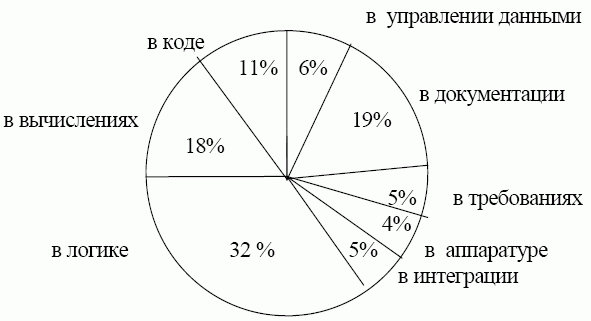 в управлении данными
в коде
11%
6%
в документации
19%
в вычислениях
18%
5%
в требованиях
4%
в логике
32 %
5%
в аппаратуре
в интеграции